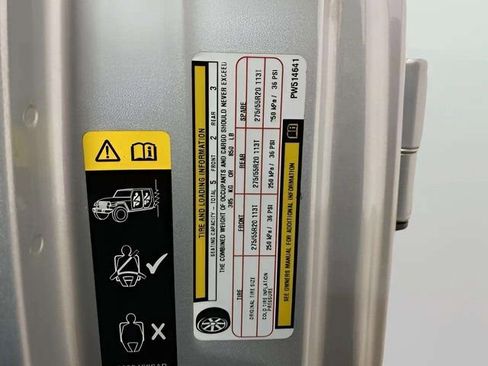 TIRE AND LOADING INFORMATION
SEATING CAPACITY - TOTAL 5 FRONT 2 REAR 3
THE COMBINED WEIGHT OF OCCUPANTS AND CARGO SHOULD NEVER EXCEED
385 KG OR 850 LB
TIRE FRONT REAR SPARE
ORIGINAL TIRE SIZE 275/55R20 113T 275/55R20 113T 275/55R20 113T
COLD TIRE INFLATION PRESSURE 250 kPa / 36 PSI 250 kPa / 36 PSI 250 kPa / 36 PSI
SEE OWNERS MANUAL FOR ADDITIONAL INFORMATION
PW514641